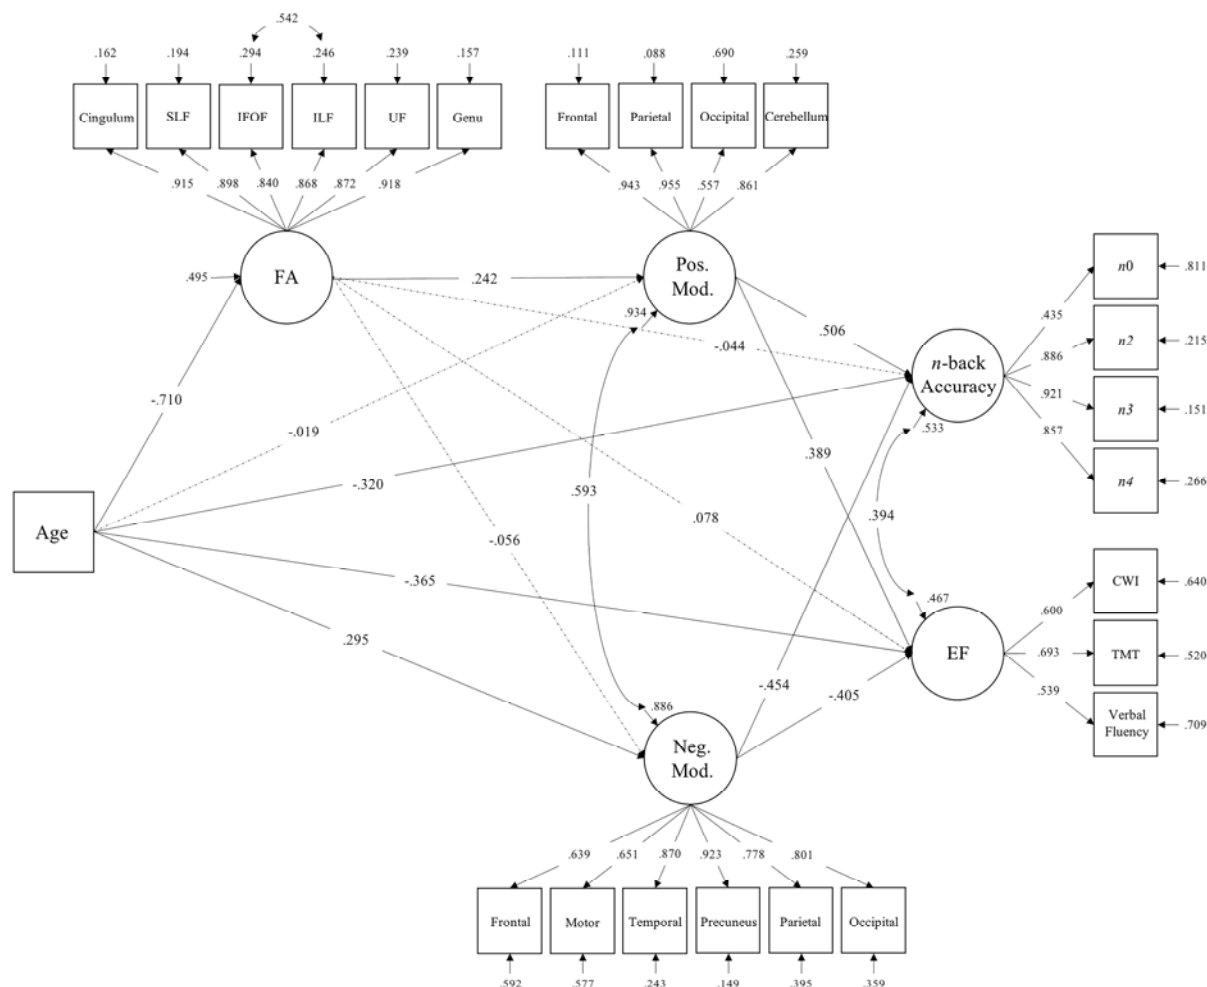 .542
.162 .194 .294 .246 .239 .157
Cingulum SLF IFOF ILF UF Genu
.915 .898 .840 .868 .872 .918
.111 .088 .690 .259
Frontal Parietal Occipital Cerebellum
.943 .955 .557 .861
.495 FA
.242
Pos.
Mod.
.934
-.044
.506
-.710
-.019
-.320
.593
.389
n-back
Accuracy
.533
.435
.886
.921
.857
n0 .811
n2 .215
n3 .151
n4 .266
Age
-.056
.078
.394
-.365
.295
.467
EF
-.454
-.405
.600
.693
.539
CWI .640
TMT .520
Verbal
Fluency
.709
.886
Neg.
Mod.
.639 .651 .870 .923 .778 .801
Frontal Motor Temporal Precuneus Parietal Occipital
.592 .577 .243 .149 .395 .359